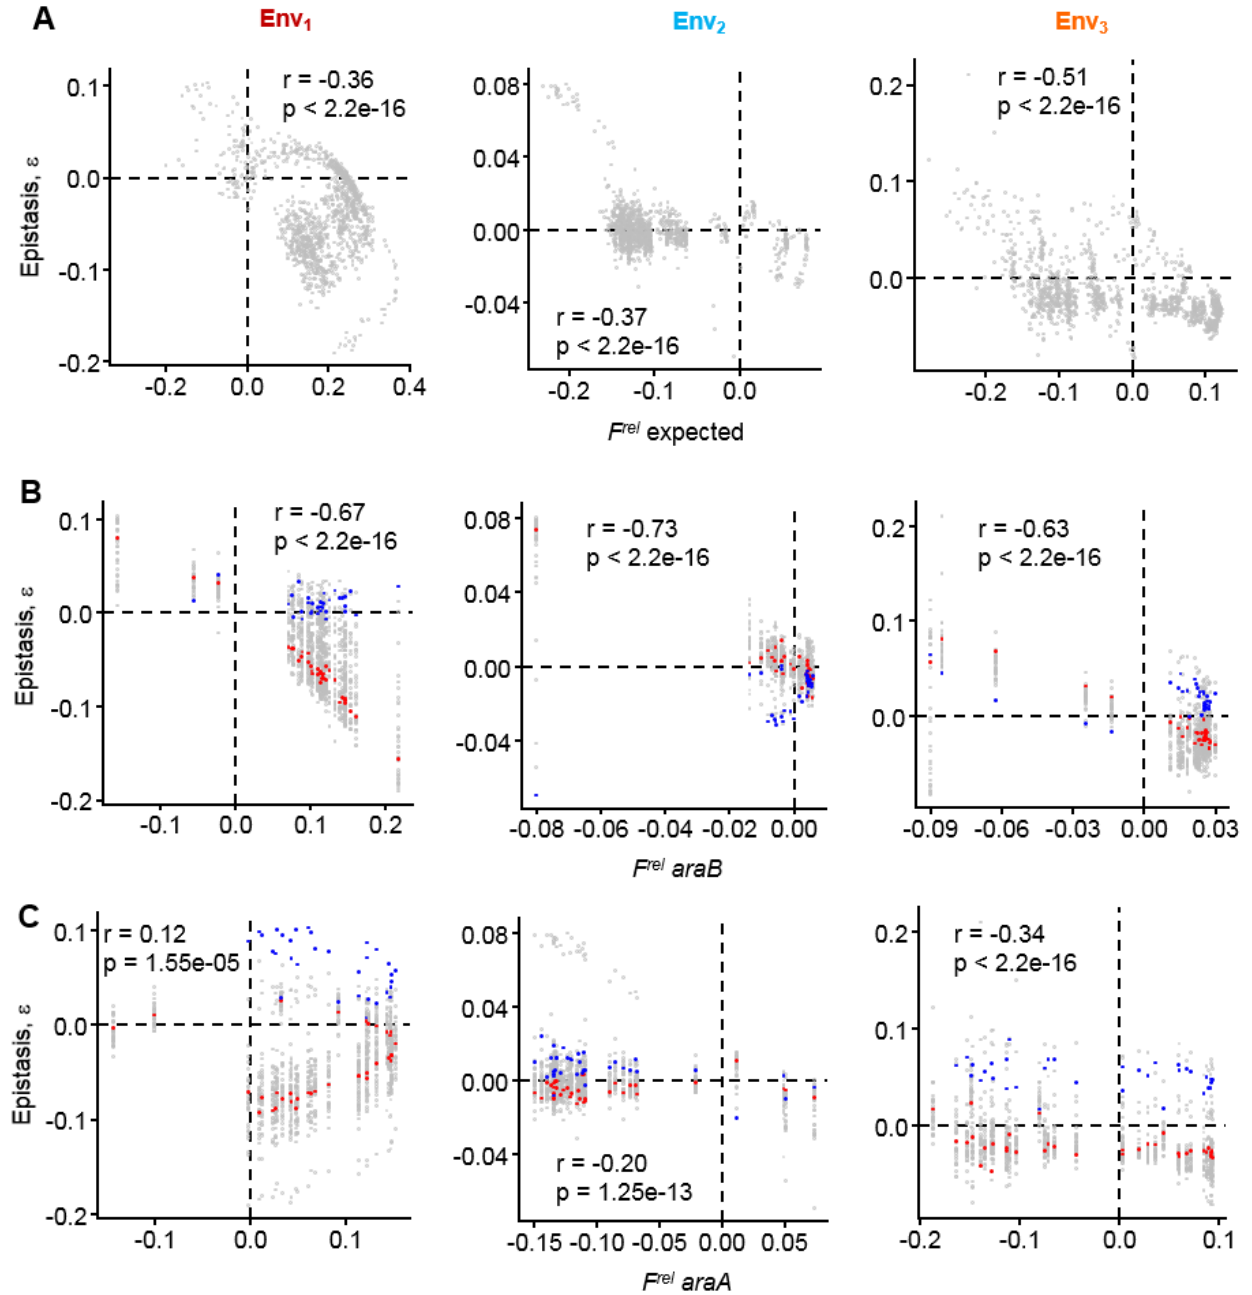 A
Env1
Env2
Env3
Epistasis, ε
0.1
0.0
-0.1
-0.2
r = -0.36
p < 2.2e-16
-0.2
0.0
0.2
0.4
0.08
0.04
0.00
-0.04
r = -0.37
p < 2.2e-16
-0.2
-0.1
0.0
0.2
0.1
0.0
r = -0.51
p < 2.2e-16
-0.2
-0.1
0.0
0.1
Frel expected
B
Epistasis, ε
0.1
0.0
-0.1
-0.2
r = -0.67
p < 2.2e-16
-0.1
0.0
0.1
0.2
0.08
0.04
0.00
-0.04
r = -0.73
p < 2.2e-16
-0.08 -0.06 -0.04 -0.02 0.00
0.2
0.1
0.0
r = -0.63
p < 2.2e-16
-0.09 -0.06 -0.03 0.00 0.03
Frel araB
C
Epistasis, ε
0.1
0.0
-0.1
-0.2
r = 0.12
p = 1.55e-05
-0.1
0.0
0.1
0.08
0.04
0.00
-0.04
r = -0.20
p = 1.25e-13
-0.15 -0.10 -0.05 0.00 0.05
0.2
0.1
0.0
r = -0.34
p < 2.2e-16
-0.2
-0.1
0.0
0.1
Frel araA